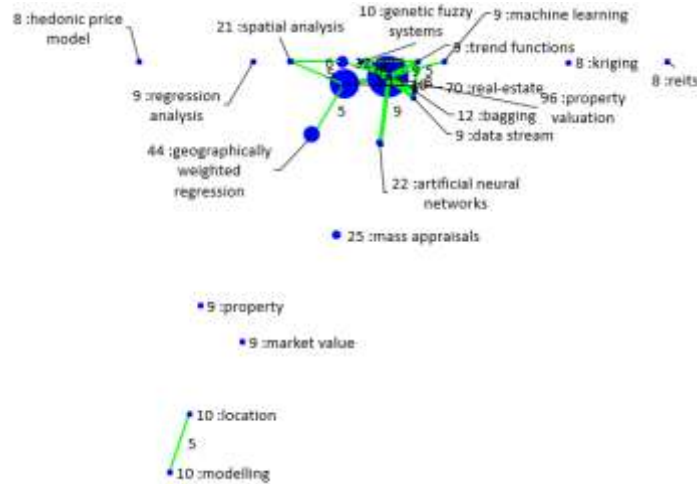 10 :genetic fuzzy
systems
9 :machine learning
8 :hedonic price
model
21 :spatial analysis
9 :trend functions
8 :kriging
8 :reits
6
5
9 :regression
analysis
70 :real-estate
96 :property
valuation
5
9
12 :bagging
9 :data stream
44 :geographically
weighted
regression
22 :artificial neural
networks
25 :mass appraisals
9 :property
9 :market value
10 :location
5
10 :modelling